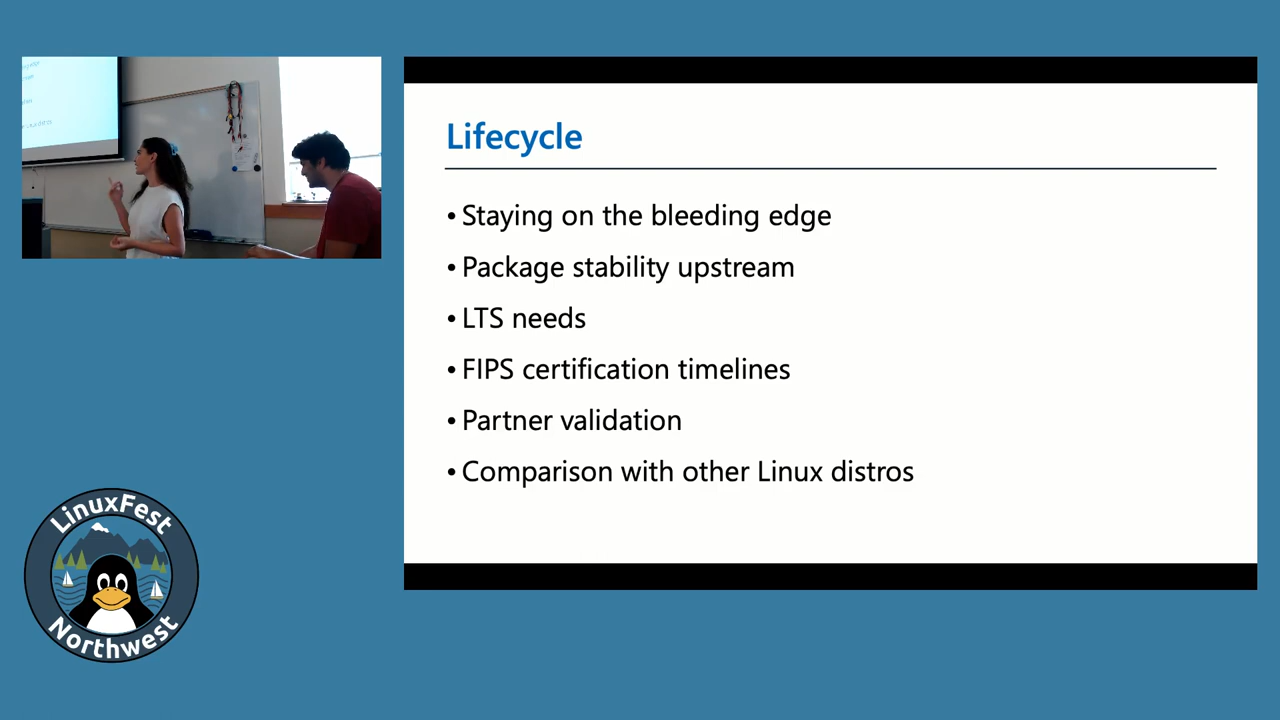 Lifecycle
• Staying on the bleeding edge
• Package stability upstream
• LTS needs
• FIPS certification timelines
• Partner validation
• Comparison with other Linux distros
LinuxFest
Northwest